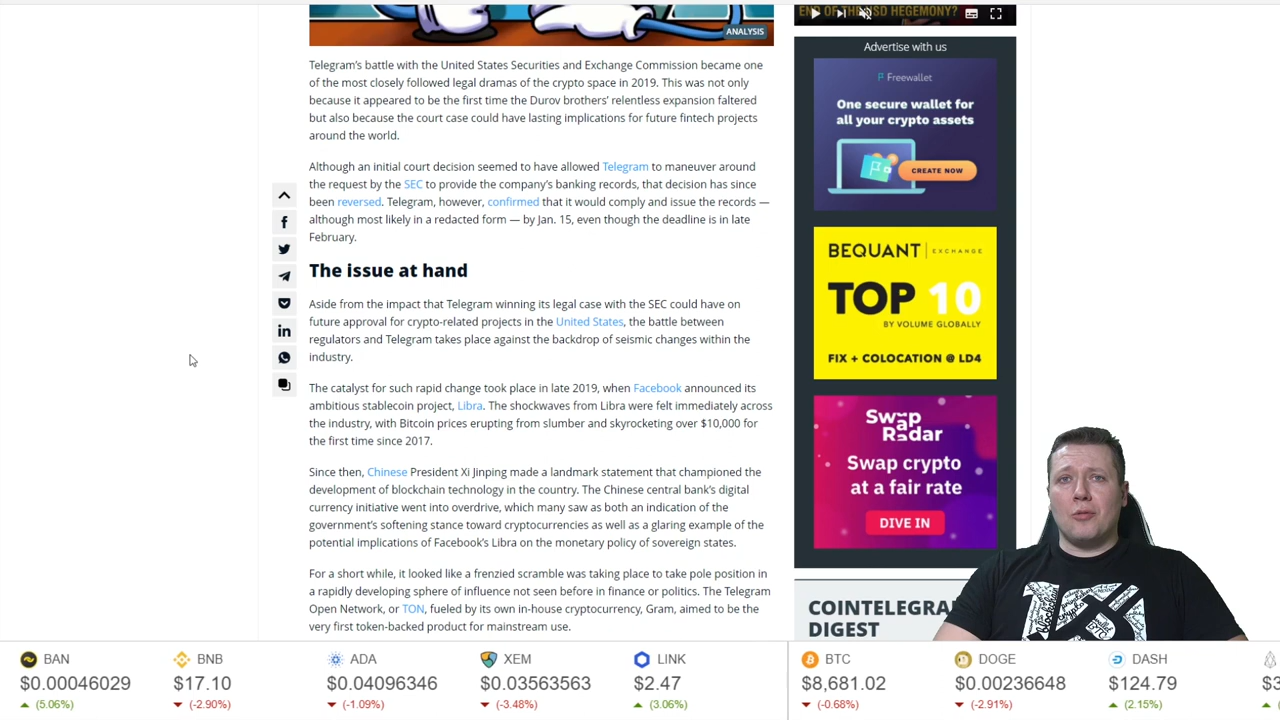 END OF THE USD HEGEMONY?
ANALYSIS
Telegram’s battle with the United States Securities and Exchange Commission became one
of the most closely followed legal dramas of the crypto space in 2019. This was not only
because it appeared to be the first time the Durov brothers’ relentless expansion faltered
but also because the court case could have lasting implications for future fintech projects
around the world.
Although an initial court decision seemed to have allowed Telegram to maneuver around
the request by the SEC to provide the company’s banking records, that decision has since
been reversed. Telegram, however, confirmed that it would comply and issue the records —
although most likely in a redacted form — by Jan. 15, even though the deadline is in late
February.
The issue at hand
Aside from the impact that Telegram winning its legal case with the SEC could have on
future approval for crypto-related projects in the United States, the battle between
regulators and Telegram takes place against the backdrop of seismic changes within the
industry.
The catalyst for such rapid change took place in late 2019, when Facebook announced its
ambitious stablecoin project, Libra. The shockwaves from Libra were felt immediately across
the industry, with Bitcoin prices erupting from slumber and skyrocketing over $10,000 for
the first time since 2017.
Since then, Chinese President Xi Jinping made a landmark statement that championed the
development of blockchain technology in the country. The Chinese central bank’s digital
currency initiative went into overdrive, which many saw as both an indication of the
government’s softening stance toward cryptocurrencies as well as a glaring example of the
potential implications of Facebook’s Libra on the monetary policy of sovereign states.
For a short while, it looked like a frenzied scramble was taking place to take pole position in
a rapidly developing sphere of influence not seen before in finance or politics. The Telegram
Open Network, or TON, fueled by its own in-house cryptocurrency, Gram, aimed to be the
very first token-backed product for mainstream use.
Advertise with us
Freewallet
One secure wallet for
all your crypto assets
CREATE NOW
BEQUANT EXCHANGE
TOP 10
BY VOLUME GLOBALLY
FIX + COLOCATION @ LD4
Swap
Radar
Swap crypto
at a fair rate
DIVE IN
COINTELEGRA
DIGEST
BAN
$0.00046029
(5.06%)
BNB
$17.10
(-2.90%)
ADA
$0.04096346
(-1.09%)
XEM
$0.03563563
(-3.48%)
LINK
$2.47
(3.06%)
BTC
$8,681.02
(-0.68%)
DOGE
$0.00236648
(-2.91%)
DASH
$124.79
(2.15%)